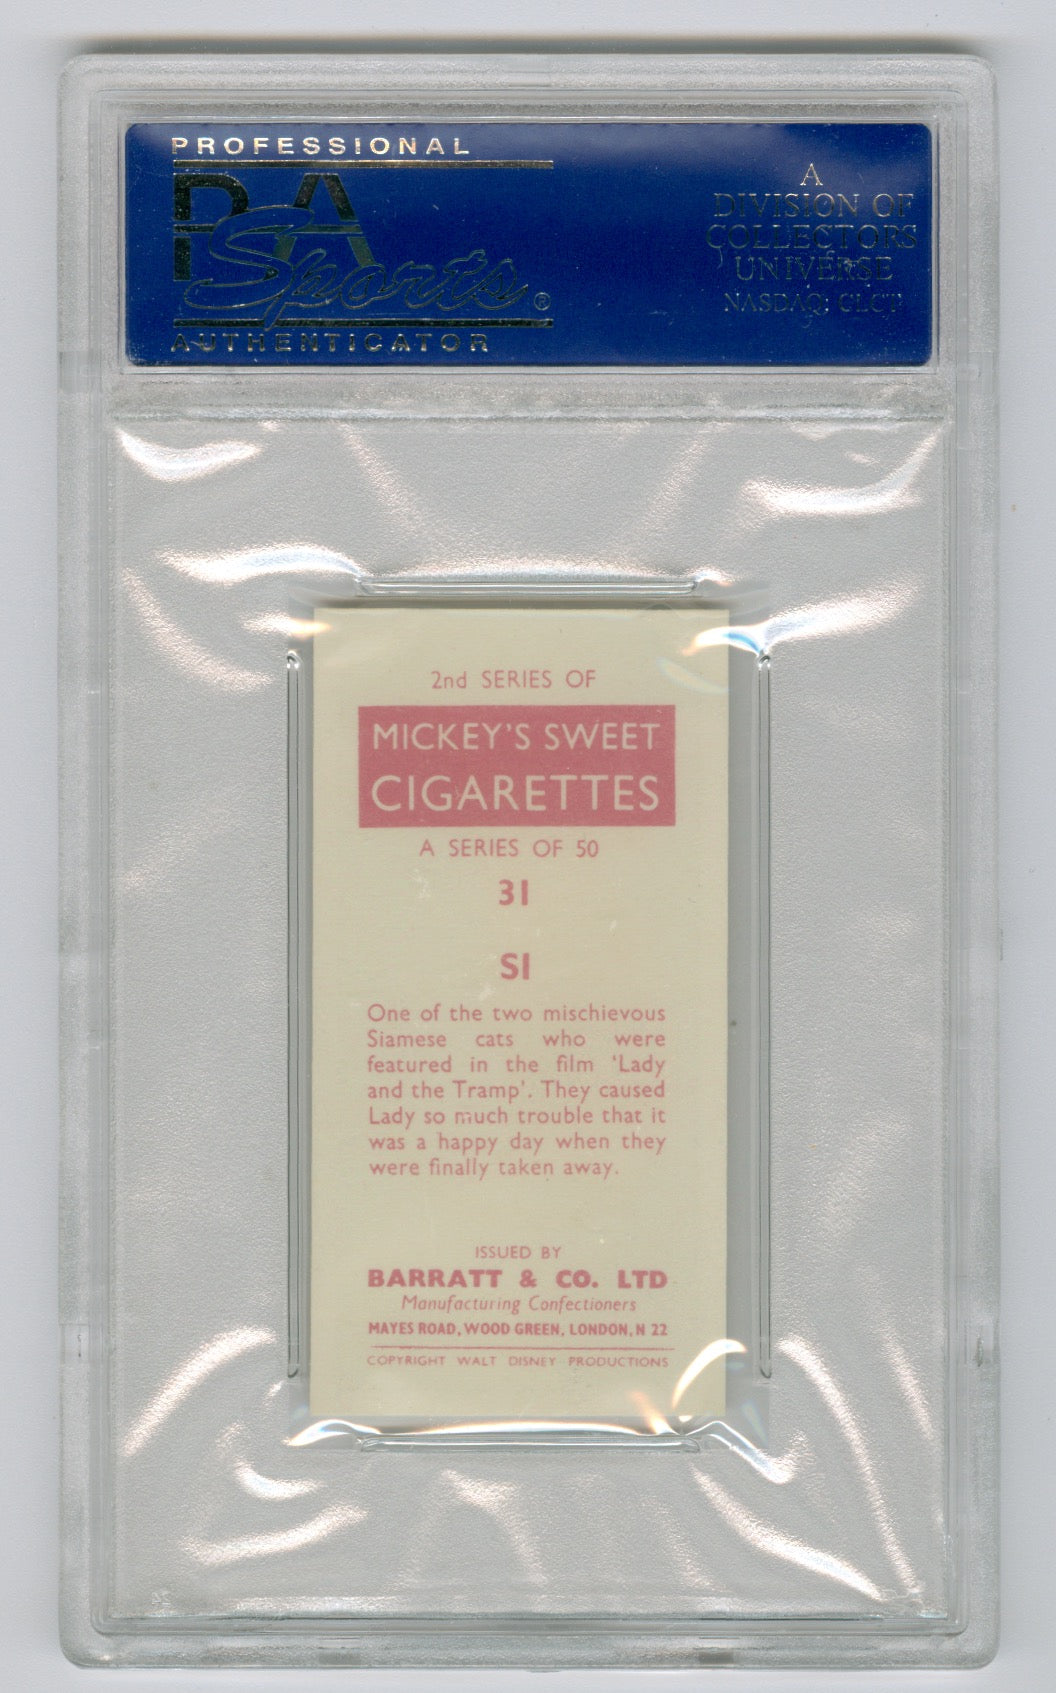 PROFESSIONAL
PSA
Sports®
AUTHENTICATOR
A
DIVISION OF
COLLECTORS
UNIVERSE
NASDAQ: CLCT
2nd SERIES OF
MICKEY'S SWEET
CIGARETTES
A SERIES OF 50
31
SI
One of the two mischievous
Siamese cats who were
featured in the film 'Lady
and the Tramp'. They caused
Lady so much trouble that it
was a happy day when they
were finally taken away.
ISSUED BY
BARRATT & CO. LTD
Manufacturing Confectioners
MAYES ROAD, WOOD GREEN, LONDON, N 22
COPYRIGHT WALT DISNEY PRODUCTIONS